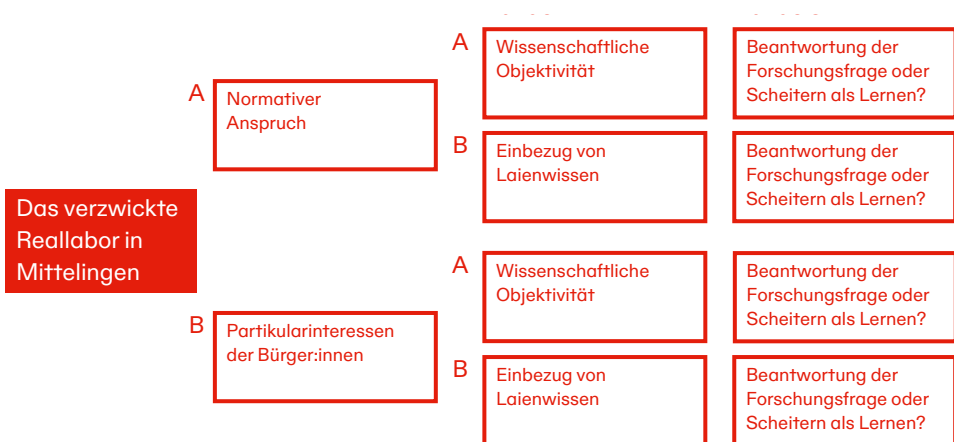 Das verzwickte
Reallabor in
Mittelingen
A
Normativer
Anspruch
A
Wissenschaftliche
Objektivität
Beantwortung der
Forschungsfrage oder
Scheitern als Lernen?
B
Einbezug von
Laienwissen
Beantwortung der
Forschungsfrage oder
Scheitern als Lernen?
B
Partikularinteressen
der Bürger:innen
A
Wissenschaftliche
Objektivität
Beantwortung der
Forschungsfrage oder
Scheitern als Lernen?
B
Einbezug von
Laienwissen
Beantwortung der
Forschungsfrage oder
Scheitern als Lernen?